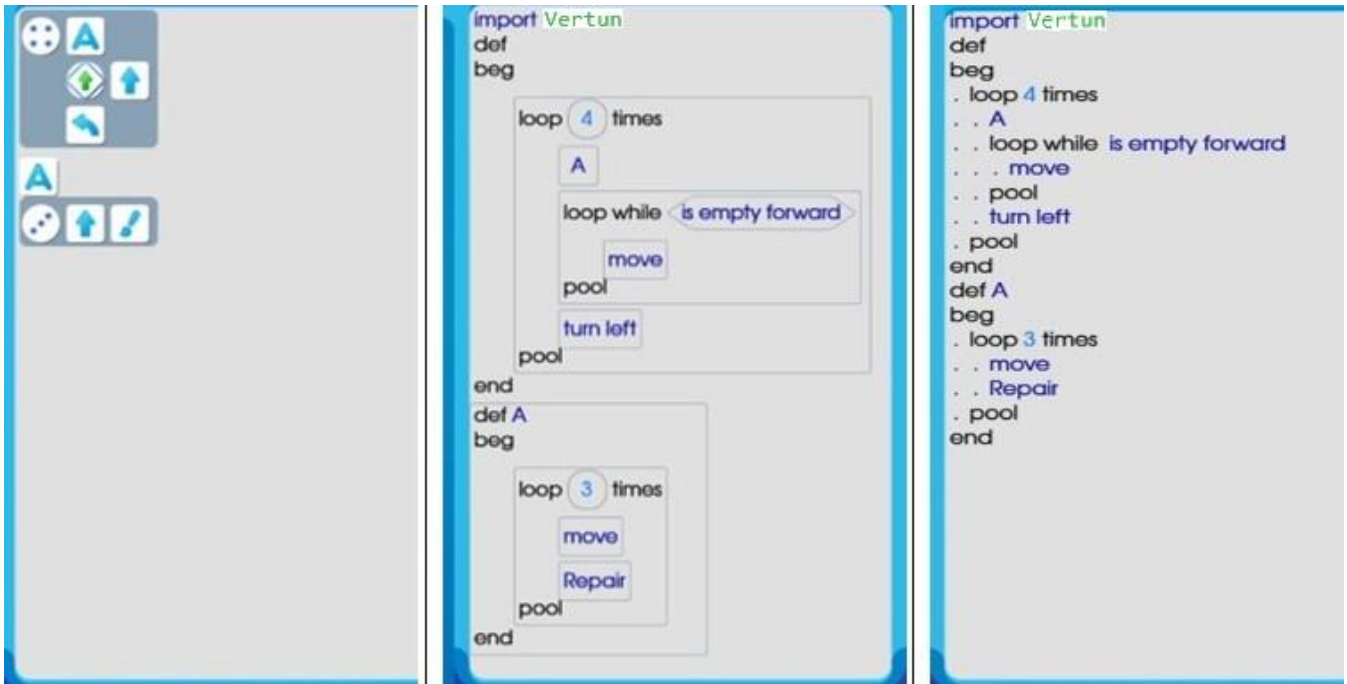 A
A
import Vertun
def
beg
loop 4 times
A
loop while is empty forward
move
pool
turn left
pool
end
def A
beg
loop 3 times
move
Repair
pool
end
import Vertun
def
beg
. loop 4 times
. . A
. . loop while is empty forward
. . . move
. . pool
. . turn left
. pool
end
def A
beg
. loop 3 times
. . move
. . Repair
. pool
end